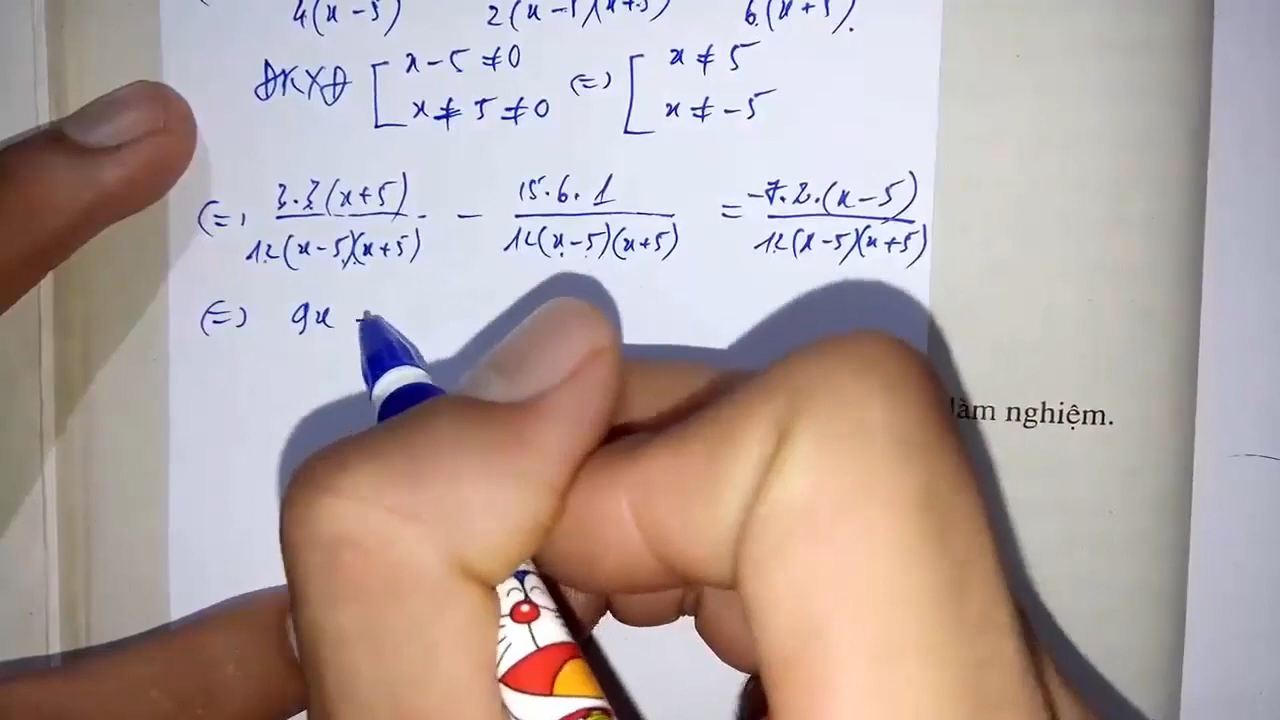 4(x-5) 2(x-5)(x+5) 6.(x+5).
ĐKXĐ [ x-5 ≠0 (=) [ x ≠ 5
x ≠ 5 ≠0 x ≠ -5
(=) 3.3(x+5) / 12(x-5)(x+5) - 15.6.1 / 12(x-5)(x+5) = -7.2.(x-5) / 12(x-5)(x+5)
(=) 9x
làm nghiệm.